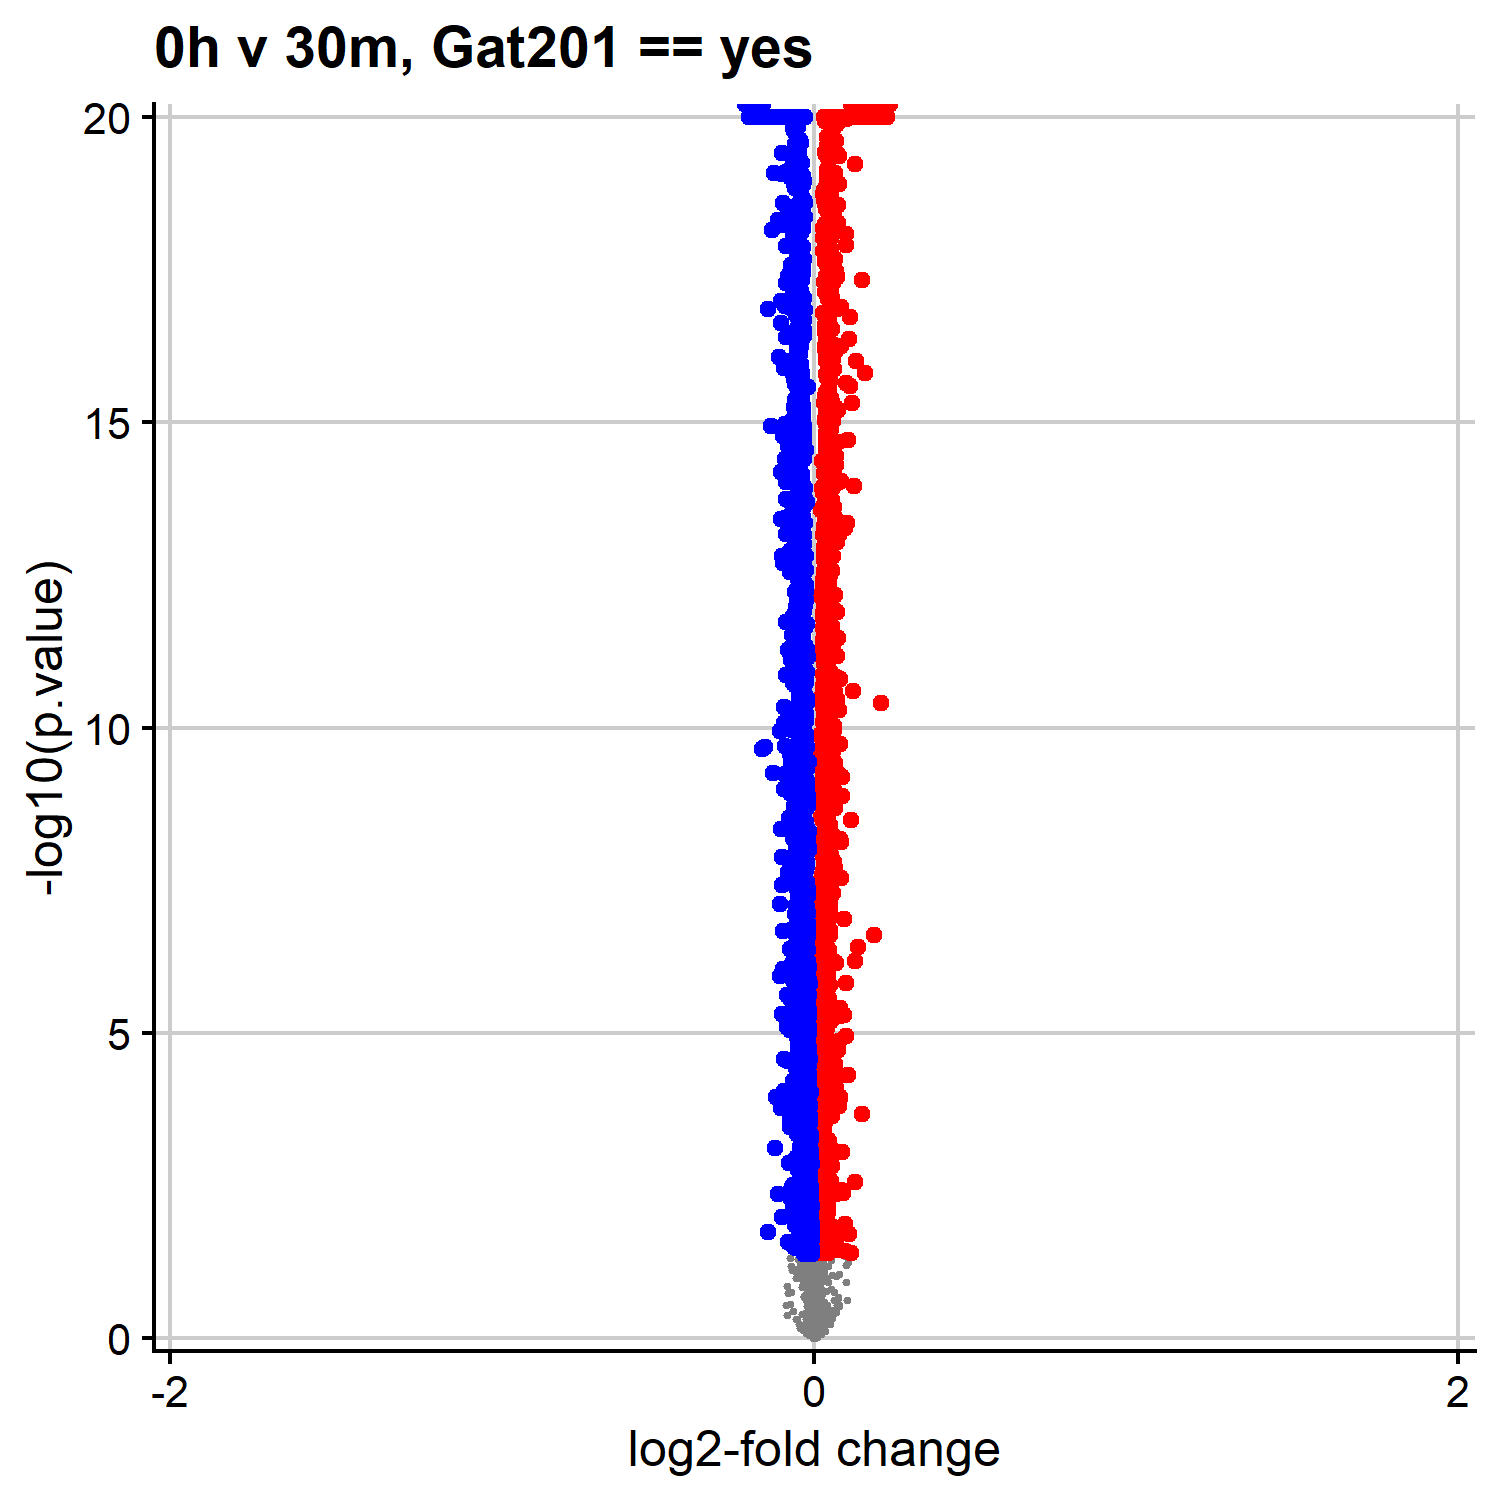 0h v 30m, Gat201 == yes
20
15
10
5
0
-log10(p.value)
-2 0 2
log2-fold change